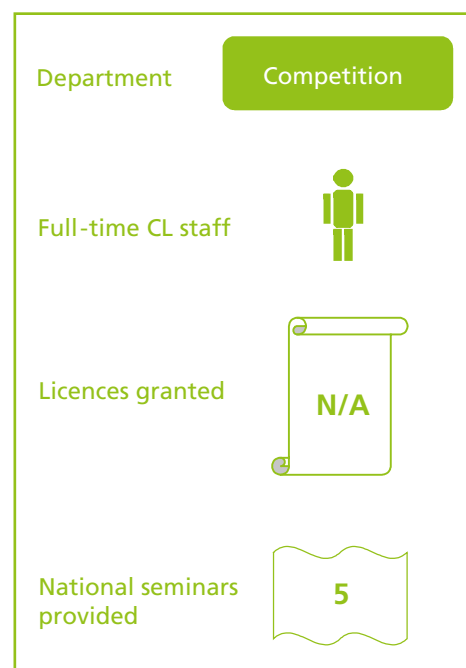 Department
Competition
Full-time CL staff
Licences granted
N/A
National seminars
provided
5